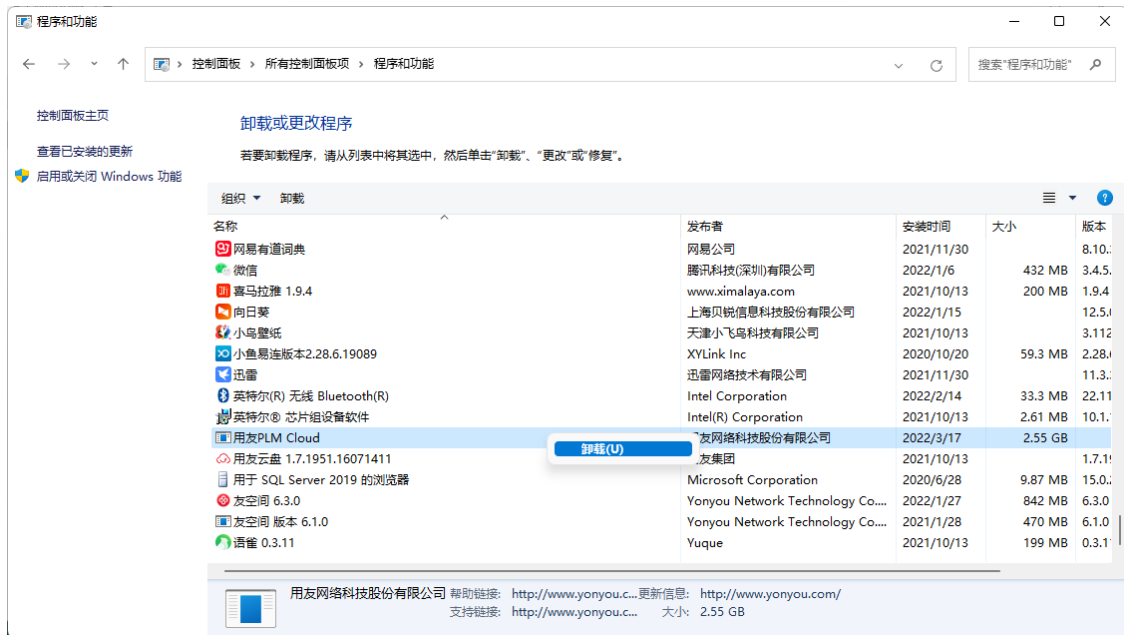 程序和功能
控制面板 › 所有控制面板项 › 程序和功能
搜索"程序和功能"
控制面板主页
查看已安装的更新
启用或关闭 Windows 功能
卸载或更改程序
若要卸载程序，请从列表中将其选中，然后单击"卸载"、"更改"或"修复"。
组织 卸载
名称 发布者 安装时间 大小 版本
网易有道词典 网易公司 2021/11/30 8.10.
微信 腾讯科技(深圳)有限公司 2022/1/6 432 MB 3.4.5.
喜马拉雅 1.9.4 www.ximalaya.com 2021/10/13 200 MB 1.9.4
向日葵 上海贝锐信息科技股份有限公司 2022/1/15 12.5.
小鸟壁纸 天津小飞鸟科技有限公司 2021/10/13 3.112
小鱼易连版本2.28.6.19089 XYLink Inc 2020/10/20 59.3 MB 2.28.
迅雷 迅雷网络技术有限公司 2021/11/30 11.3.
英特尔(R) 无线 Bluetooth(R) Intel Corporation 2022/2/14 33.3 MB 22.11
英特尔® 芯片组设备软件 Intel(R) Corporation 2021/10/13 2.61 MB 10.1.
用友PLM Cloud 友网络科技股份有限公司 2022/3/17 2.55 GB
卸载(U)
用友云盘 1.7.1951.16071411 友集团 2021/10/13 1.7.19
用于 SQL Server 2019 的浏览器 Microsoft Corporation 2020/6/28 9.87 MB 15.0.
友空间 6.3.0 Yonyou Network Technology Co.... 2022/1/27 842 MB 6.3.0
友空间 版本 6.1.0 Yonyou Network Technology Co.... 2021/1/28 470 MB 6.1.0
语雀 0.3.11 Yuque 2021/10/13 199 MB 0.3.1
用友网络科技股份有限公司 帮助链接: http://www.yonyou.c... 更新信息: http://www.yonyou.com/
支持链接: http://www.yonyou.c... 大小: 2.55 GB